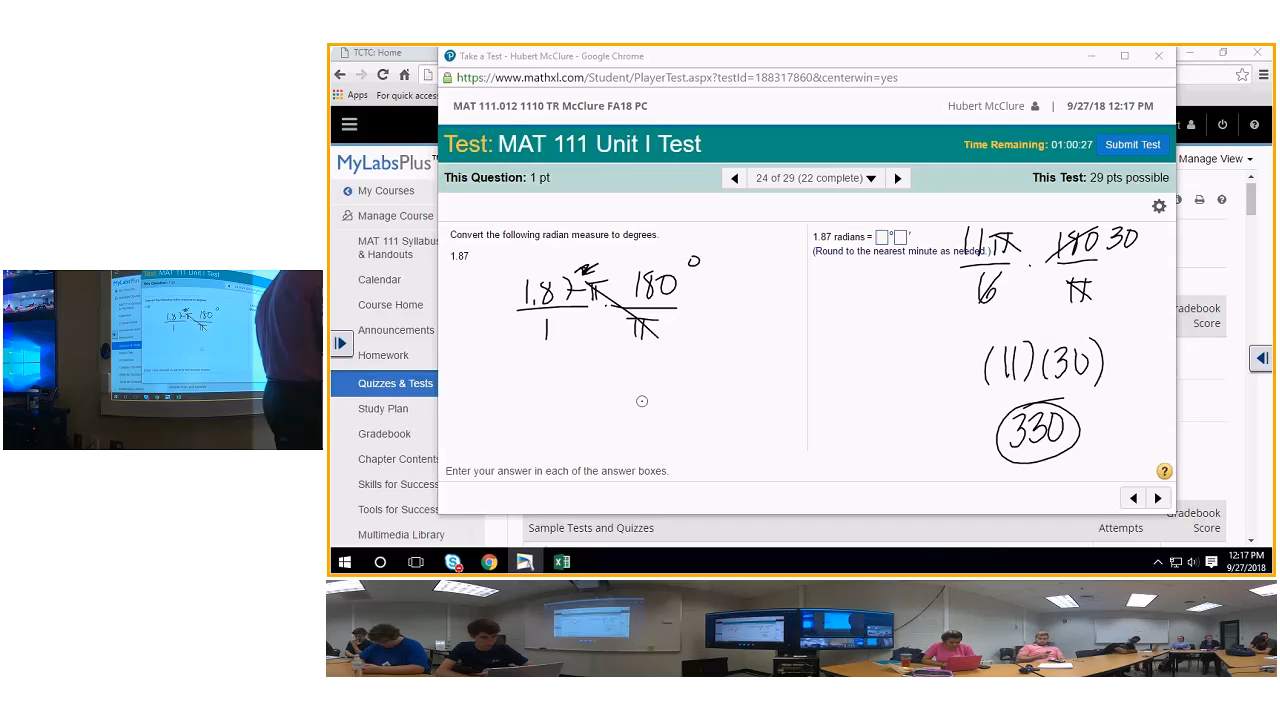 TCTC: Home
Take a Test - Hubert McClure - Google Chrome
https://www.mathxl.com/Student/PlayerTest.aspx?testId=188317860&centerwin=yes
Apps For quick access
MAT 111.012 1110 TR McClure FA18 PC
Hubert McClure | 9/27/18 12:17 PM
Test: MAT 111 Unit I Test
Time Remaining: 01:00:27 Submit Test
This Question: 1 pt
24 of 29 (22 complete)
This Test: 29 pts possible
MyLabsPlus™
Manage View
My Courses
Manage Course
MAT 111 Syllabus
& Handouts
Calendar
Course Home
Announcements
Homework
Quizzes & Tests
Study Plan
Gradebook
Chapter Contents
Skills for Success
Tools for Success
Multimedia Library
Convert the following radian measure to degrees.
1.87
1.87 π · 180°
1 π
1.87 radians = ° ′
(Round to the nearest minute as needed.)
11π · 180 30
6 π
(11)(30)
330
Enter your answer in each of the answer boxes.
Gradebook
Score
Gradebook
Score
Sample Tests and Quizzes
Attempts
12:17 PM
9/27/2018